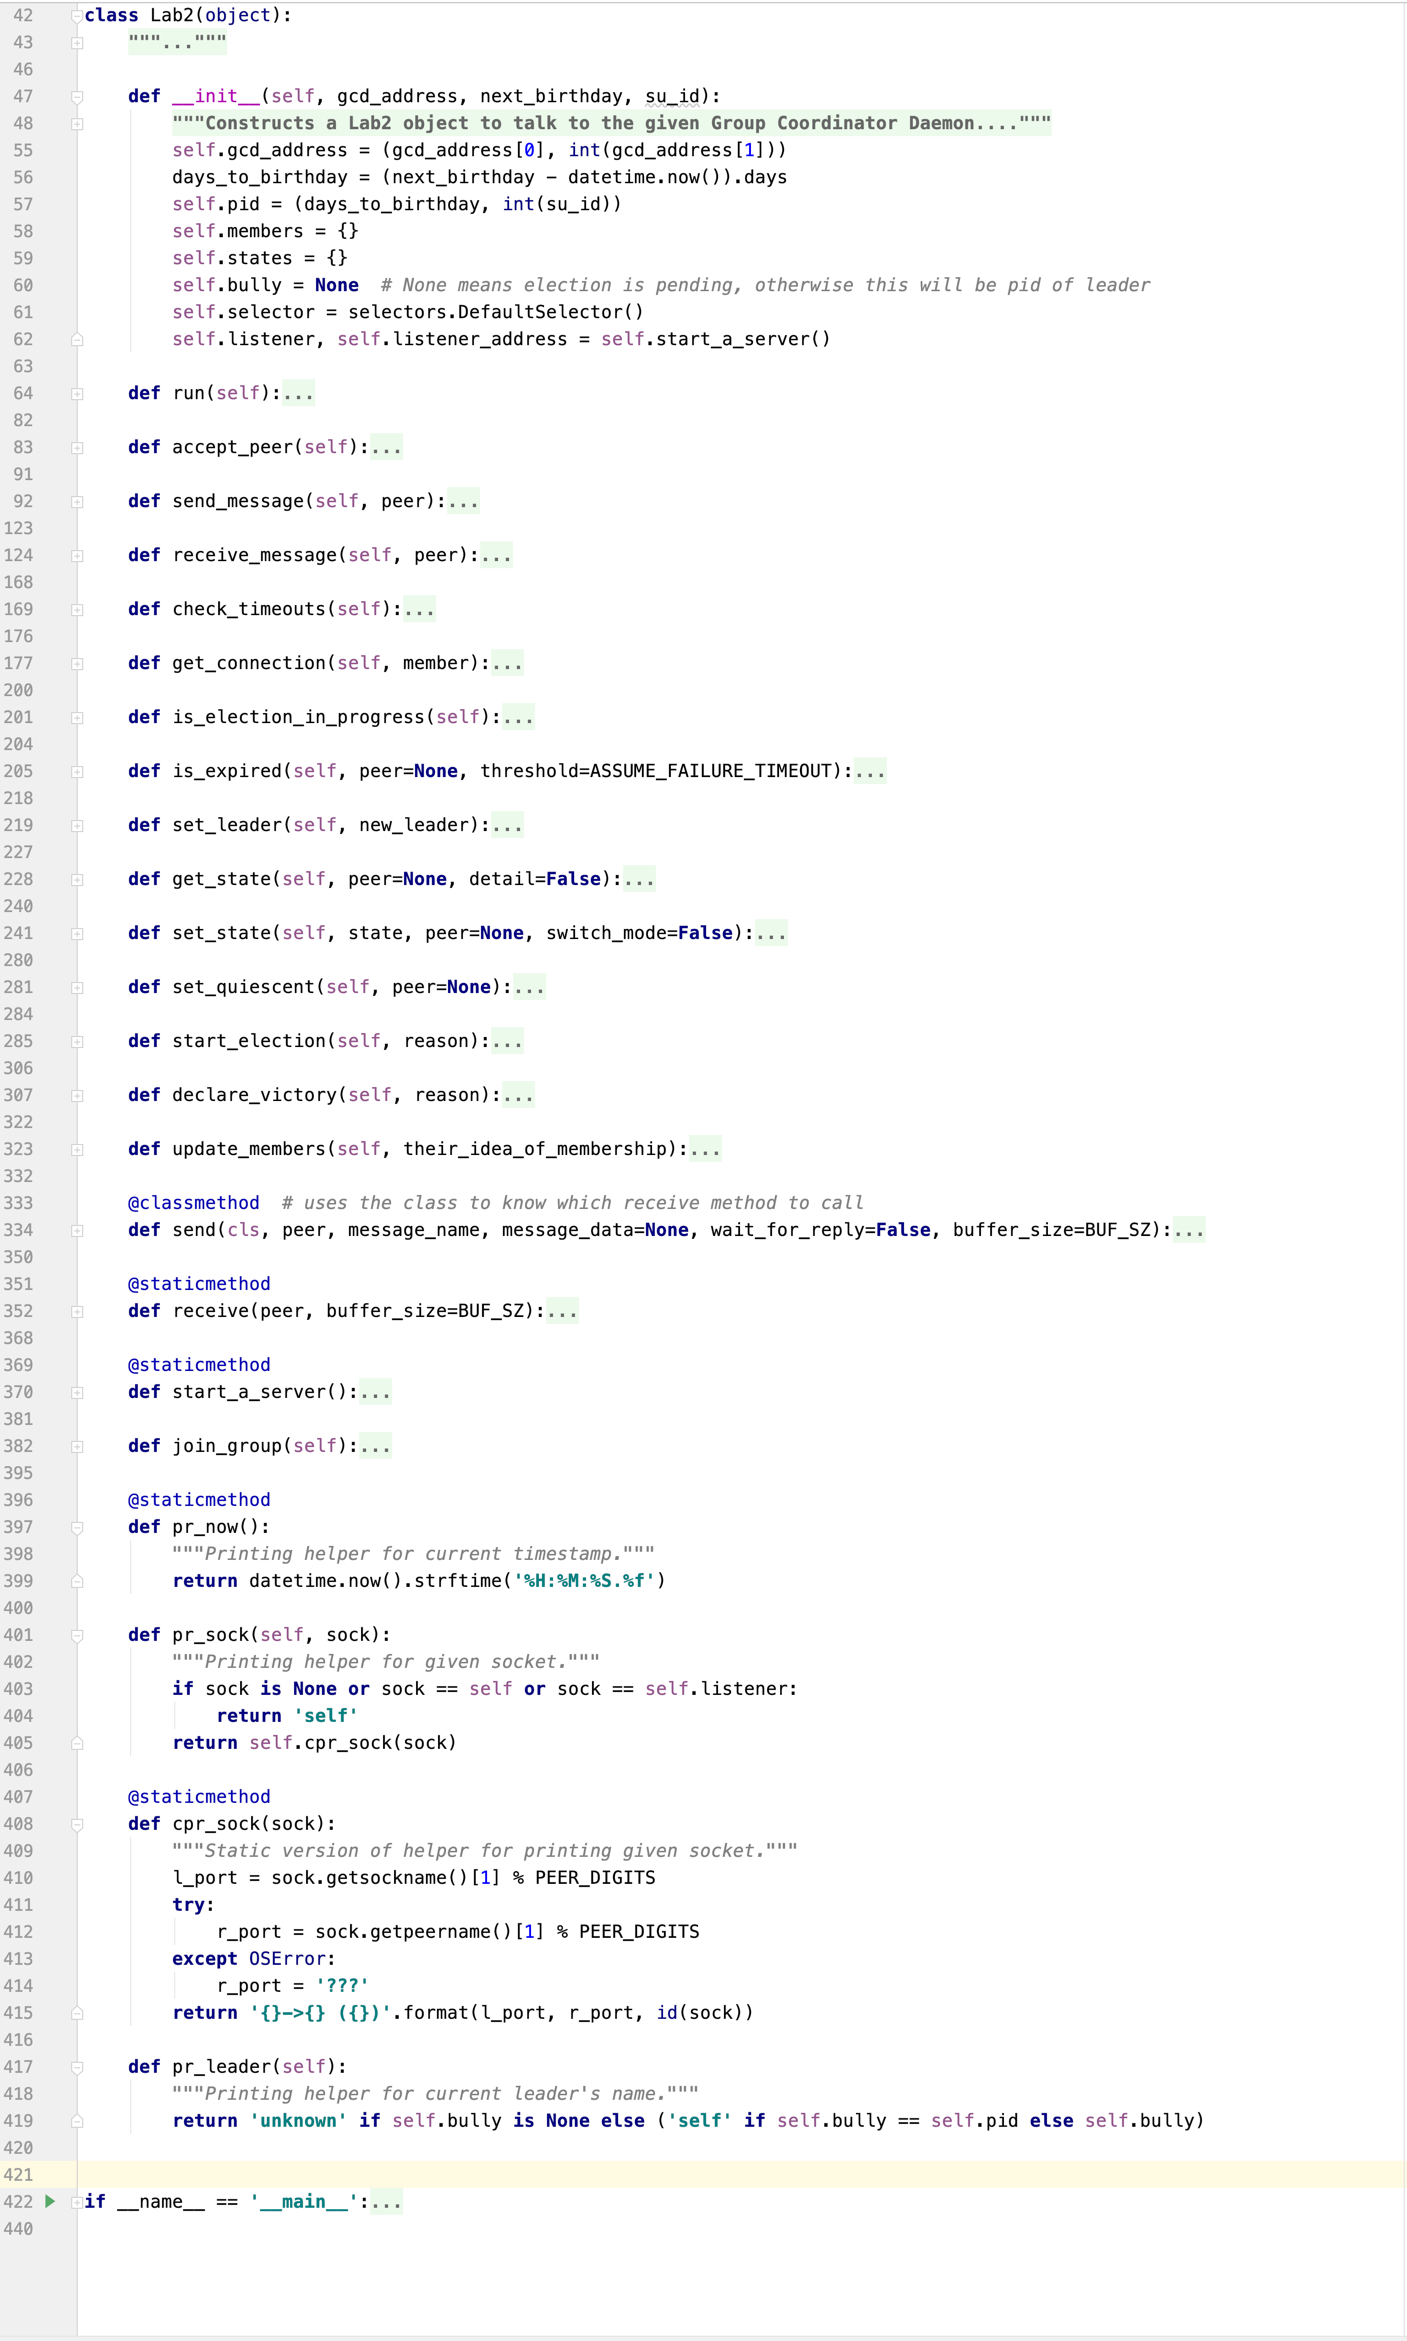 42 class Lab2(object):
43     """..."""
46
47     def __init__(self, gcd_address, next_birthday, su_id):
48         """Constructs a Lab2 object to talk to the given Group Coordinator Daemon...."""
55         self.gcd_address = (gcd_address[0], int(gcd_address[1]))
56         days_to_birthday = (next_birthday - datetime.now()).days
57         self.pid = (days_to_birthday, int(su_id))
58         self.members = {}
59         self.states = {}
60         self.bully = None  # None means election is pending, otherwise this will be pid of leader
61         self.selector = selectors.DefaultSelector()
62         self.listener, self.listener_address = self.start_a_server()
63
64     def run(self):...
82
83     def accept_peer(self):...
91
92     def send_message(self, peer):...
123
124     def receive_message(self, peer):...
168
169     def check_timeouts(self):...
176
177     def get_connection(self, member):...
200
201     def is_election_in_progress(self):...
204
205     def is_expired(self, peer=None, threshold=ASSUME_FAILURE_TIMEOUT):...
218
219     def set_leader(self, new_leader):...
227
228     def get_state(self, peer=None, detail=False):...
240
241     def set_state(self, state, peer=None, switch_mode=False):...
280
281     def set_quiescent(self, peer=None):...
284
285     def start_election(self, reason):...
306
307     def declare_victory(self, reason):...
322
323     def update_members(self, their_idea_of_membership):...
332
333     @classmethod  # uses the class to know which receive method to call
334     def send(cls, peer, message_name, message_data=None, wait_for_reply=False, buffer_size=BUF_SZ):...
350
351     @staticmethod
352     def receive(peer, buffer_size=BUF_SZ):...
368
369     @staticmethod
370     def start_a_server():...
381
382     def join_group(self):...
395
396     @staticmethod
397     def pr_now():
398         """Printing helper for current timestamp."""
399         return datetime.now().strftime('%H:%M:%S.%f')
400
401     def pr_sock(self, sock):
402         """Printing helper for given socket."""
403         if sock is None or sock == self or sock == self.listener:
404             return 'self'
405         return self.cpr_sock(sock)
406
407     @staticmethod
408     def cpr_sock(sock):
409         """Static version of helper for printing given socket."""
410         l_port = sock.getsockname()[1] % PEER_DIGITS
411         try:
412             r_port = sock.getpeername()[1] % PEER_DIGITS
413         except OSError:
414             r_port = '???'
415         return '{}->{} ({})'.format(l_port, r_port, id(sock))
416
417     def pr_leader(self):
418         """Printing helper for current leader's name."""
419         return 'unknown' if self.bully is None else ('self' if self.bully == self.pid else self.bully)
420
421
422 if __name__ == '__main__':...
440